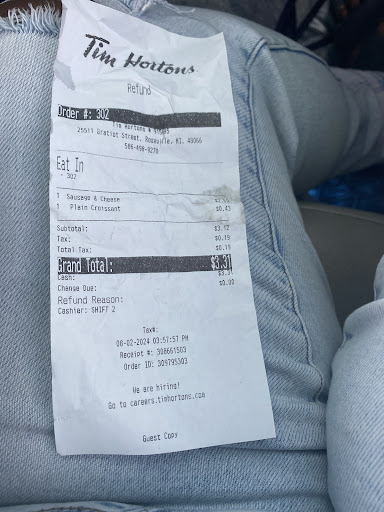 Tim Hortons
Refund
Order #: 302
Tim Hortons #
25511 Gratiot Street, Roseville, MI, 48066
586-498-9270
Eat In
302
1 Sausage & Cheese
1 Plain Croissant $0.43
Subtotal: $3.12
Tax: $0.19
Total Tax: $0.19
Grand Total: $3.31
Cash: $3.31
Change Due: $0.00
Refund Reason:
Cashier: SHIFT 2
Tax#:
08-02-2024 03:57:57 PM
Receipt #: 308661503
Order ID: 309795303
We are hiring!
Go to careers.timhortons.com
Guest Copy